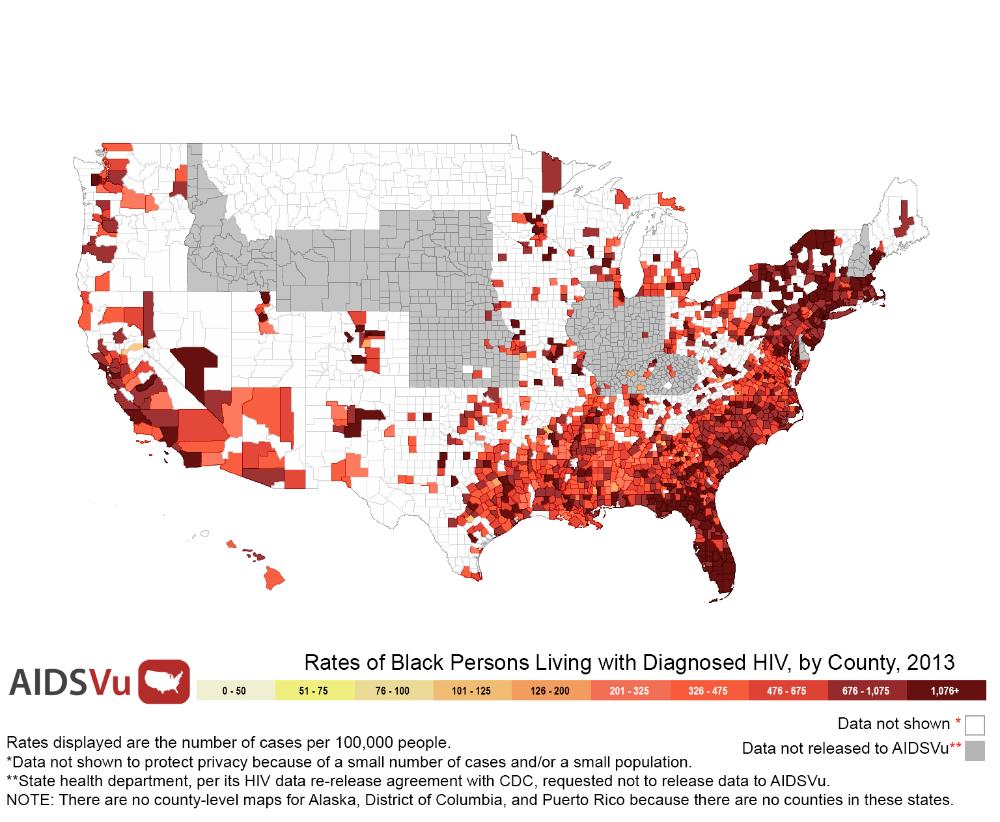 Rates of Black Persons Living with Diagnosed HIV, by County, 2013
AIDSVu
0 - 50 51 - 75 76 - 100 101 - 125 126 - 200 201 - 325 326 - 475 476 - 675 676 - 1,075 1,076+
Data not shown *
Data not released to AIDSVu**
Rates displayed are the number of cases per 100,000 people.
*Data not shown to protect privacy because of a small number of cases and/or a small population.
**State health department, per its HIV data re-release agreement with CDC, requested not to release data to AIDSVu.
NOTE: There are no county-level maps for Alaska, District of Columbia, and Puerto Rico because there are no counties in these states.